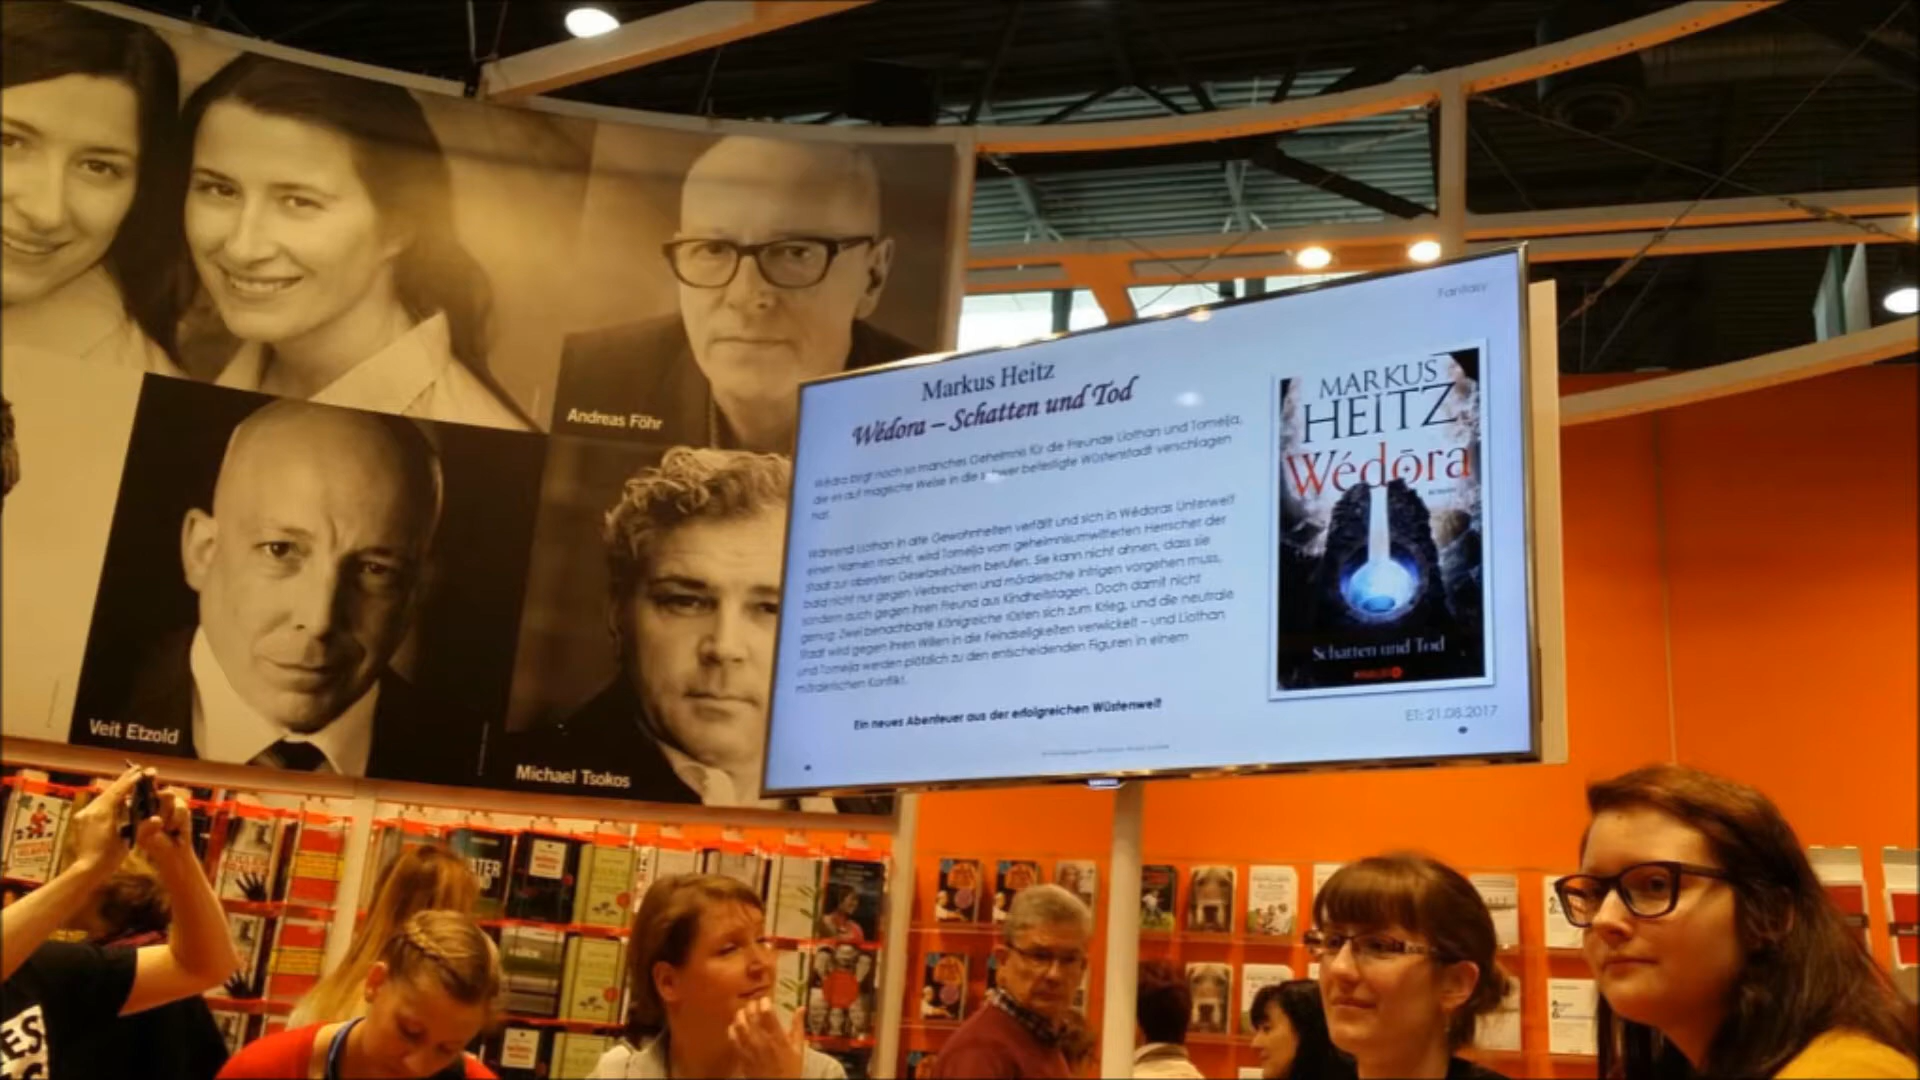 Andreas Föhr
Veit Etzold
Michael Tsokos
Fantasy
Markus Heitz
Wédora – Schatten und Tod
Wédra birgt noch so manches Geheimnis für die Freunde Liothan und Tomeija,
die es auf magische Weise in die schwer befestigte Wüstenstadt verschlagen
hat.
Während Liothan in alte Gewohnheiten verfällt und sich in Wédoras Unterwelt
einen Namen macht, wird Tomeija vom geheimnisumwitterten Herrscher der
Stadt zur obersten Gesetzeshüterin berufen. Sie kann nicht ahnen, dass sie
bald nicht nur gegen Verbrechen und mörderische Intrigen vorgehen muss,
sondern auch gegen ihren Freund aus Kindheitstagen. Doch damit nicht
genug: Zwei benachbarte Königreiche rüsten sich zum Krieg, und die neutrale
Stadt wird gegen ihren Willen in die Feindseligkeiten verwickelt – und Liothan
und Tomeija werden plötzlich zu den entscheidenden Figuren in einem
mörderischen Konflikt.
Ein neues Abenteuer aus der erfolgreichen Wüstenwelt
MARKUS
HEITZ
Wédōra
Schatten und Tod
ET: 21.08.2017